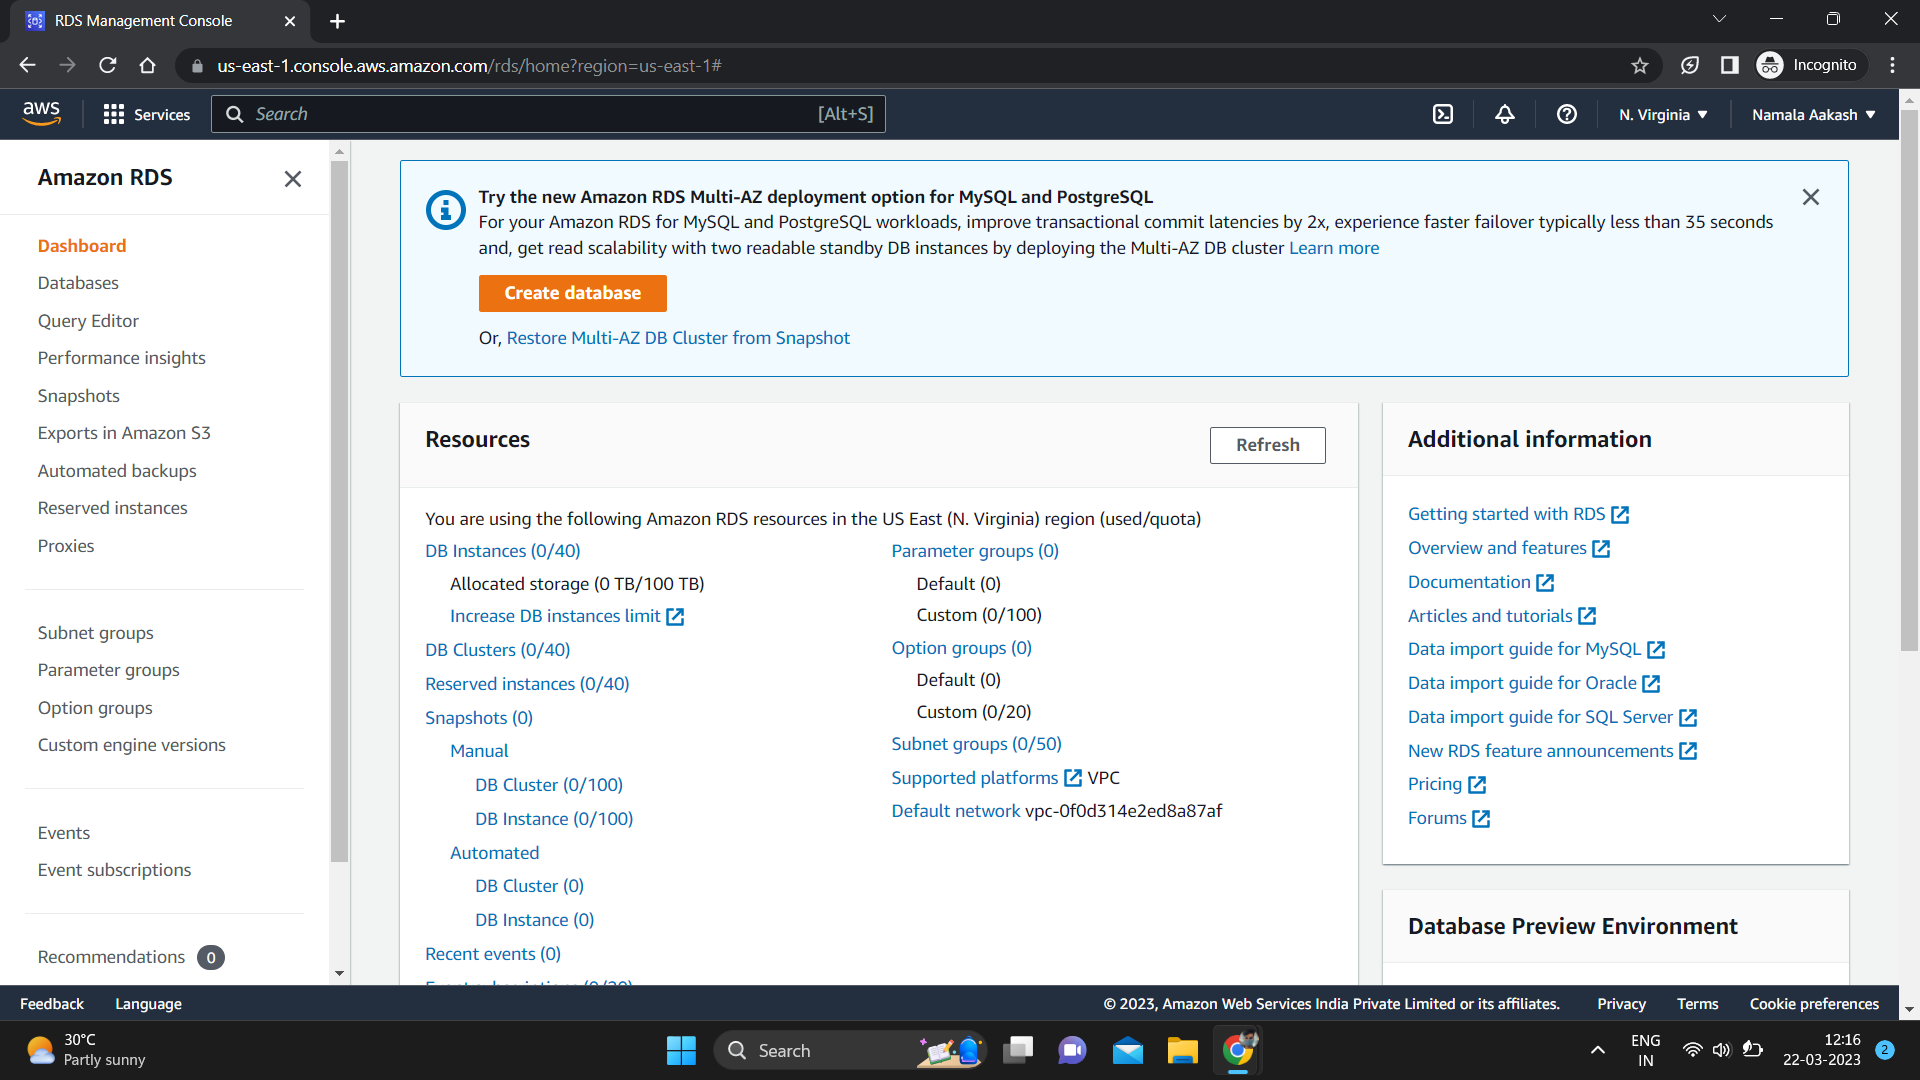 RDS Management Console
us-east-1.console.aws.amazon.com/rds/home?region=us-east-1#
Incognito
aws
Services
Search
[Alt+S]
N. Virginia
Namala Aakash
Amazon RDS
Dashboard
Databases
Query Editor
Performance insights
Snapshots
Exports in Amazon S3
Automated backups
Reserved instances
Proxies
Subnet groups
Parameter groups
Option groups
Custom engine versions
Events
Event subscriptions
Recommendations 0
Try the new Amazon RDS Multi-AZ deployment option for MySQL and PostgreSQL
For your Amazon RDS for MySQL and PostgreSQL workloads, improve transactional commit latencies by 2x, experience faster failover typically less than 35 seconds
and, get read scalability with two readable standby DB instances by deploying the Multi-AZ DB cluster Learn more
Create database
Or, Restore Multi-AZ DB Cluster from Snapshot
Resources
Refresh
You are using the following Amazon RDS resources in the US East (N. Virginia) region (used/quota)
DB Instances (0/40)
Allocated storage (0 TB/100 TB)
Increase DB instances limit
DB Clusters (0/40)
Reserved instances (0/40)
Snapshots (0)
Manual
DB Cluster (0/100)
DB Instance (0/100)
Automated
DB Cluster (0)
DB Instance (0)
Recent events (0)
Event subscriptions (0/20)
Parameter groups (0)
Default (0)
Custom (0/100)
Option groups (0)
Default (0)
Custom (0/20)
Subnet groups (0/50)
Supported platforms VPC
Default network vpc-0f0d314e2ed8a87af
Additional information
Getting started with RDS
Overview and features
Documentation
Articles and tutorials
Data import guide for MySQL
Data import guide for Oracle
Data import guide for SQL Server
New RDS feature announcements
Pricing
Forums
Database Preview Environment
Feedback
Language
© 2023, Amazon Web Services India Private Limited or its affiliates.
Privacy
Terms
Cookie preferences
30°C
Partly sunny
Search
ENG
IN
12:16
22-03-2023
2